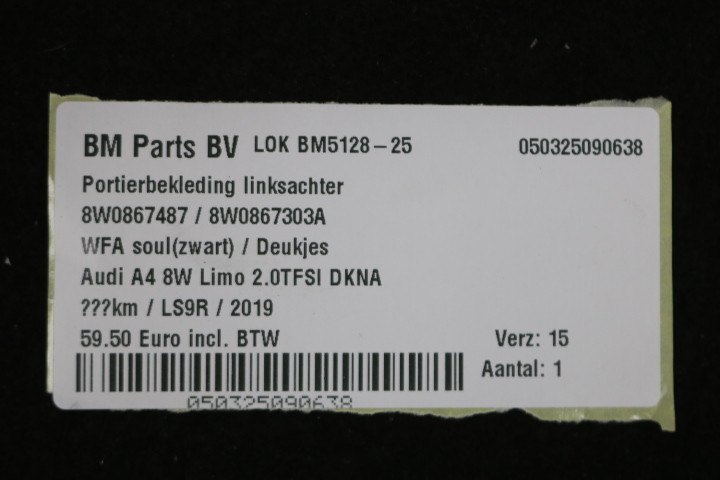 BM Parts BV LOK BM5128-25 050325090638
Portierbekleding linksachter
8W0867487 / 8W0867303A
WFA soul(zwart) / Deukjes
Audi A4 8W Limo 2.0TFSI DKNA
???km / LS9R / 2019
59.50 Euro incl. BTW Verz: 15
Aantal: 1
050325090638